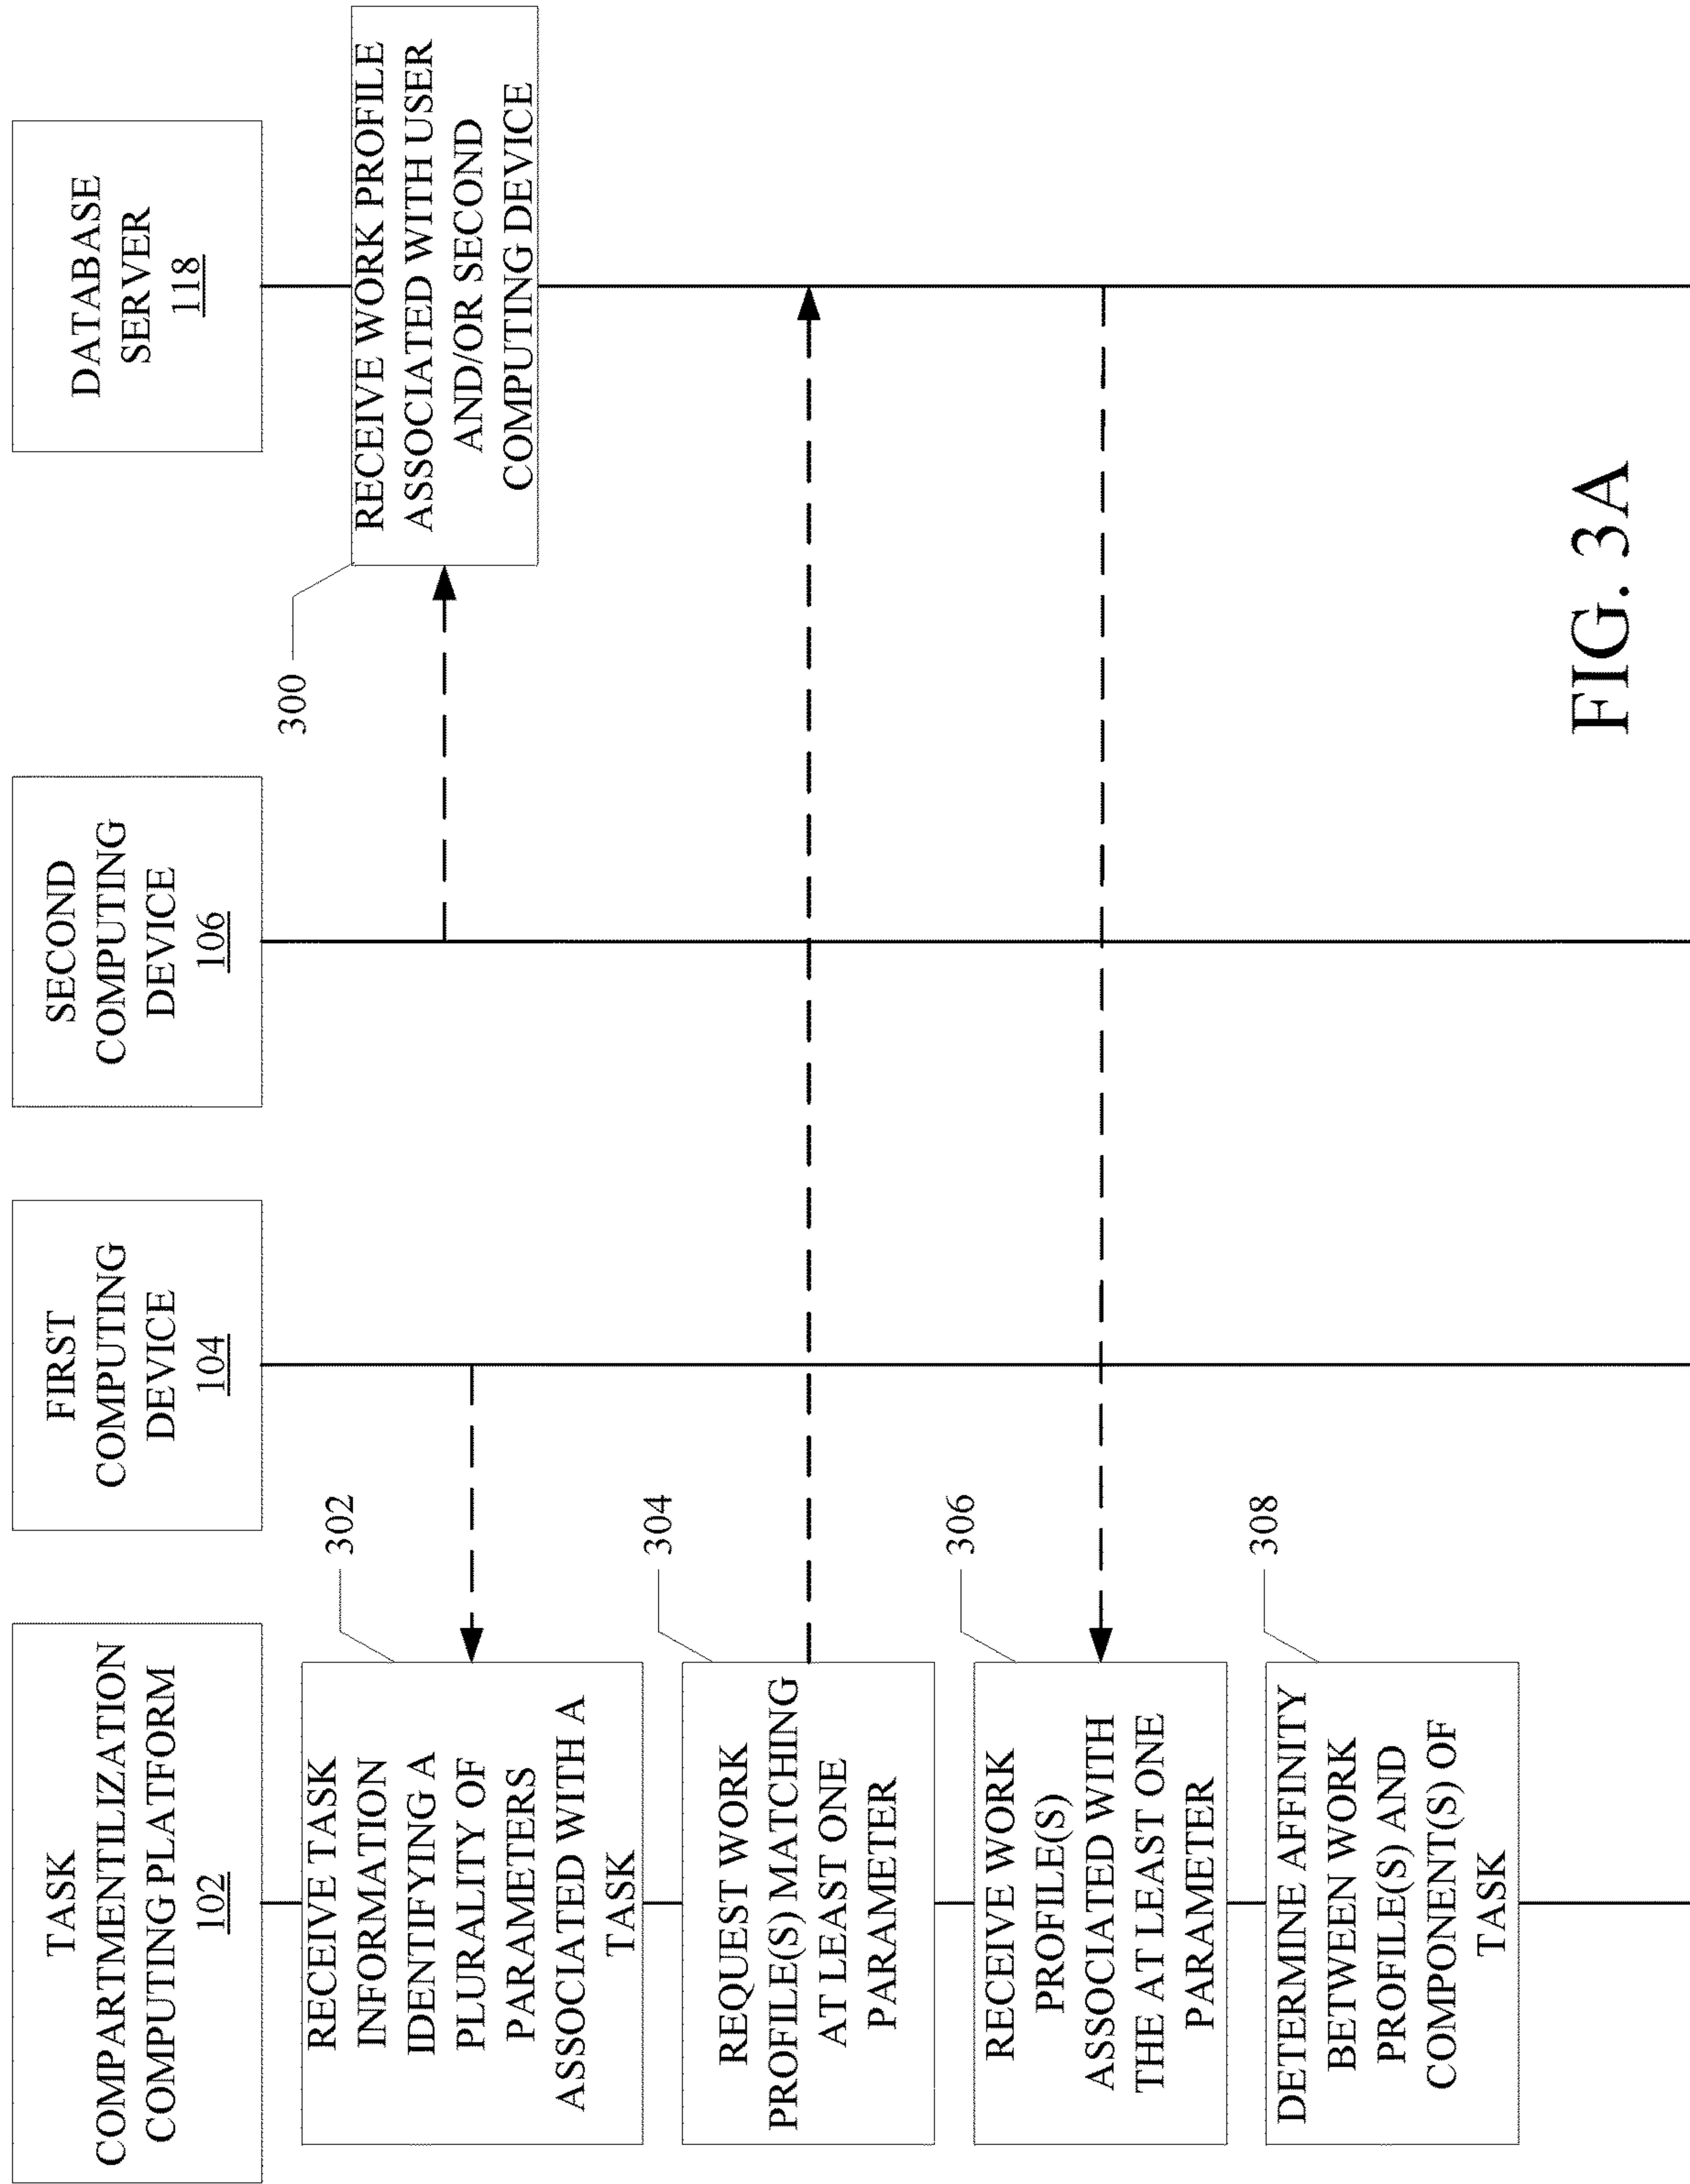 TASK
COMPARTMENTILIZATION
COMPUTING PLATFORM
102
FIRST
COMPUTING
DEVICE
104
SECOND
COMPUTING
DEVICE
106
DATABASE
SERVER
118
300
RECEIVE WORK PROFILE
ASSOCIATED WITH USER
AND/OR SECOND
COMPUTING DEVICE
302
RECEIVE TASK
INFORMATION
IDENTIFYING A
PLURALITY OF
PARAMETERS
ASSOCIATED WITH A
TASK
304
REQUEST WORK
PROFILE(S) MATCHING
AT LEAST ONE
PARAMETER
306
RECEIVE WORK
PROFILE(S)
ASSOCIATED WITH
THE AT LEAST ONE
PARAMETER
308
DETERMINE AFFINITY
BETWEEN WORK
PROFILE(S) AND
COMPONENT(S) OF
TASK
FIG. 3A